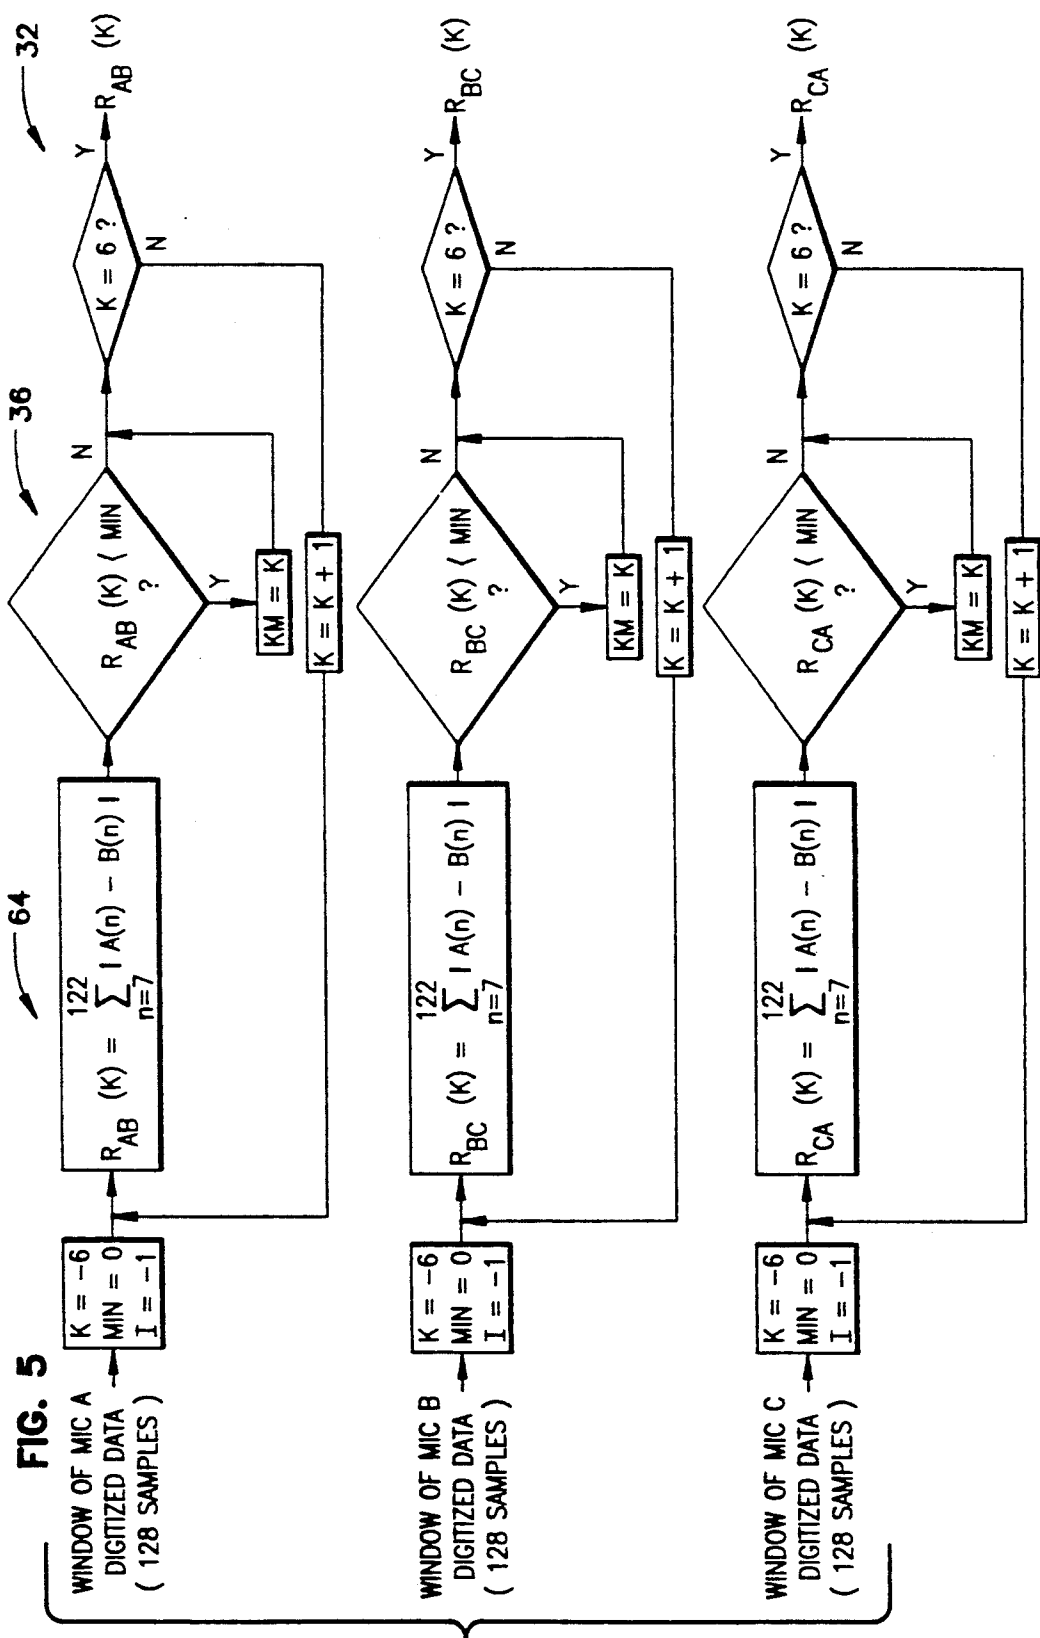 FIG. 5
64
36
32
WINDOW OF MIC A
DIGITIZED DATA
( 128 SAMPLES )
K = -6
MIN = 0
I = -1
R_AB (K) = 122 ∑ n=7 | A(n) - B(n) |
R_AB (K) < MIN
?
N
Y
KM = K
K = 6 ?
N
Y
R_AB (K)
K = K + 1
WINDOW OF MIC B
DIGITIZED DATA
( 128 SAMPLES )
K = -6
MIN = 0
I = -1
R_BC (K) = 122 ∑ n=7 | A(n) - B(n) |
R_BC (K) < MIN
?
N
Y
KM = K
K = 6 ?
N
Y
R_BC (K)
K = K + 1
WINDOW OF MIC C
DIGITIZED DATA
( 128 SAMPLES )
K = -6
MIN = 0
I = -1
R_CA (K) = 122 ∑ n=7 | A(n) - B(n) |
R_CA (K) < MIN
?
N
Y
KM = K
K = 6 ?
N
Y
R_CA (K)
K = K + 1